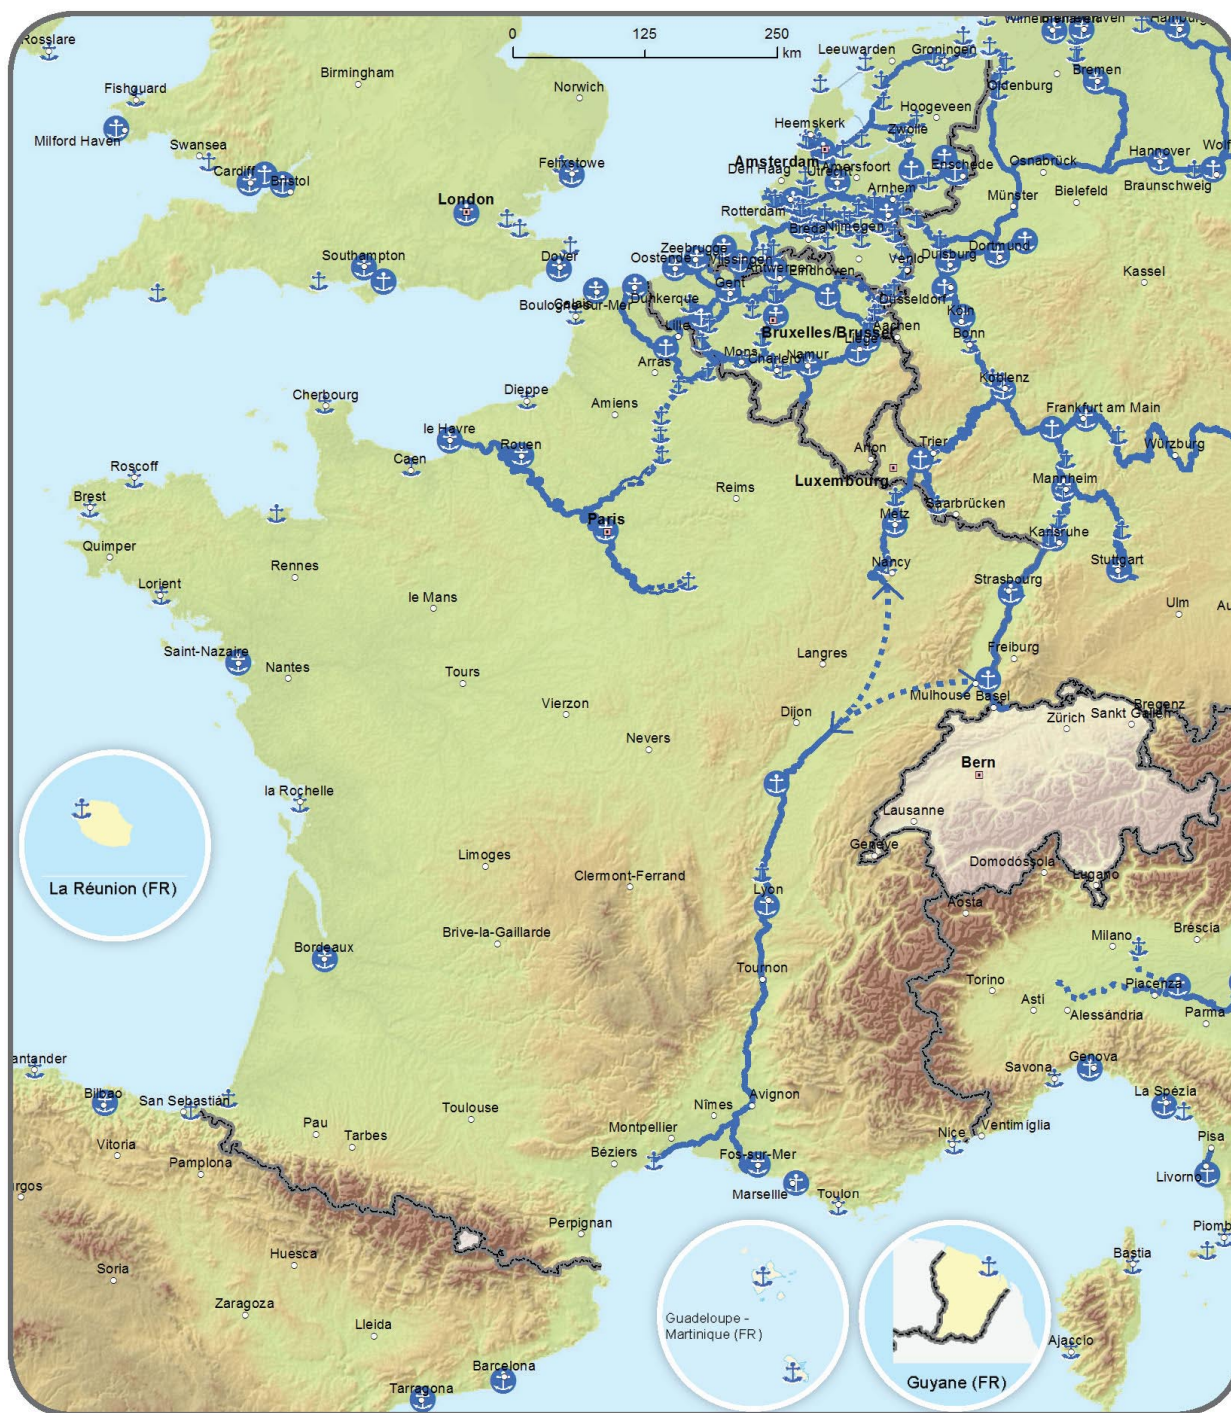 Rosslare
0 125 250
km
Wilhelmshaven
Hamburg
Leeuwarden
Groningen
Birmingham
Norwich
Bremen
Oldenburg
Fishguard
Hoogeveen
Milford Haven
Heemskerk
Zwolle
Swansea
Felixstowe
Amsterdam
Amersfoort
Enschede
Osnabrück
Hannover
Cardiff
Bristol
Den Haag
Utrecht
Arnhem
Bielefeld
Braunschweig
London
Rotterdam
Münster
Breda
Nijmegen
Southampton
Dover
Zeebrugge
Oostende
Vlissingen
Antwerpen
Eindhoven
Venlo
Duisburg
Dortmund
Kassel
Calais
Boulogne-sur-Mer
Dunkerque
Gent
Düsseldorf
Köln
Lille
Bruxelles/Brussel
Aachen
Bonn
Arras
Mons
Charleroi
Namur
Liège
Koblenz
Cherbourg
Dieppe
Amiens
Frankfurt am Main
le Havre
Rouen
Arlon
Trier
Würzburg
Roscoff
Caen
Luxembourg
Mannheim
Brest
Reims
Saarbrücken
Metz
Paris
Karlsruhe
Quimper
Rennes
Nancy
Stuttgart
Lorient
le Mans
Strasbourg
Ulm
Saint-Nazaire
Nantes
Tours
Langres
Freiburg
Mulhouse
Basel
Vierzon
Dijon
Zürich
Sankt Gallen
Bregenz
Nevers
Bern
la Rochelle
Lausanne
Genève
Limoges
Clermont-Ferrand
Domodóssola
Lugano
La Réunion (FR)
Lyon
Aosta
Brive-la-Gaillarde
Milano
Bréscia
Bordeaux
Tournon
Torino
Piacenza
Asti
Alessándria
Parma
Savona
Genova
Bilbao
San Sebastián
La Spézia
Pau
Tarbes
Toulouse
Nîmes
Avignon
Vitoria
Montpellier
Nice
Ventimiglia
Pisa
Pamplona
Béziers
Fos-sur-Mer
Marseille
Toulon
Livorno
Perpignan
Huesca
Bastia
Soria
Zaragoza
Lleida
Guadeloupe -
Martinique (FR)
Ajaccio
Barcelona
Tarragona
Guyane (FR)